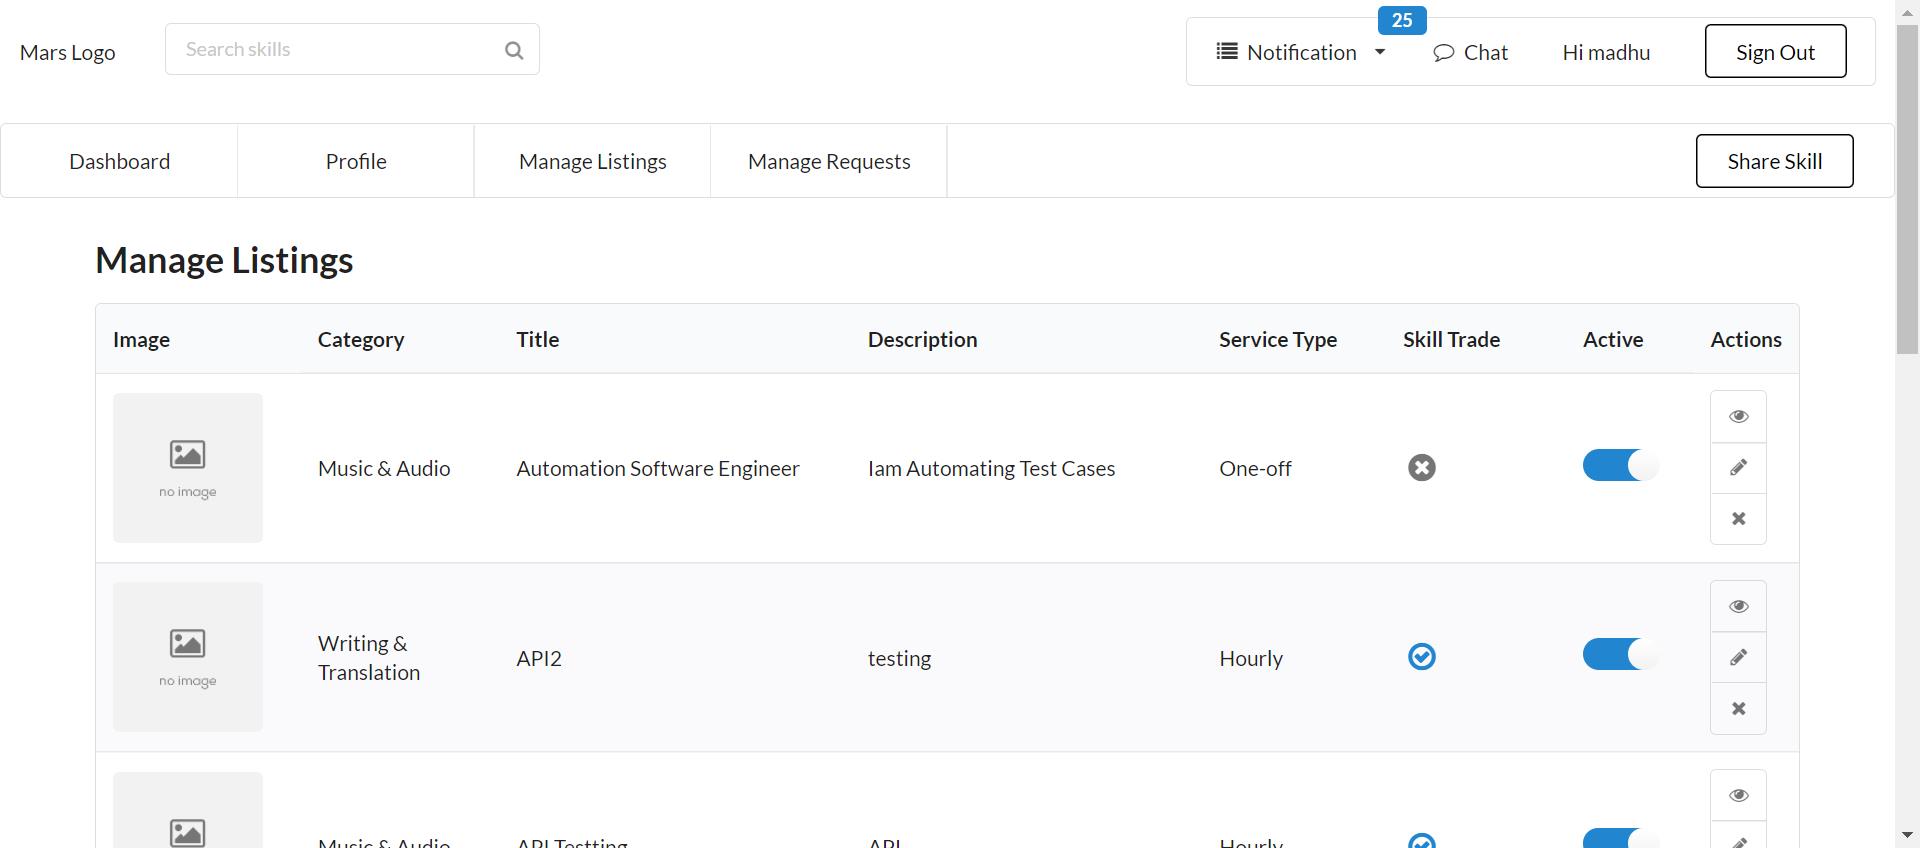 25
Mars Logo
Search skills
Notification
Chat
Hi madhu
Sign Out
Dashboard
Profile
Manage Listings
Manage Requests
Share Skill
Manage Listings
Image Category Title Description Service Type Skill Trade Active Actions
no image
Music & Audio
Automation Software Engineer
Iam Automating Test Cases
One-off
no image
Writing &
Translation
API2
testing
Hourly
Music & Audio
API Testting
API
Hourly